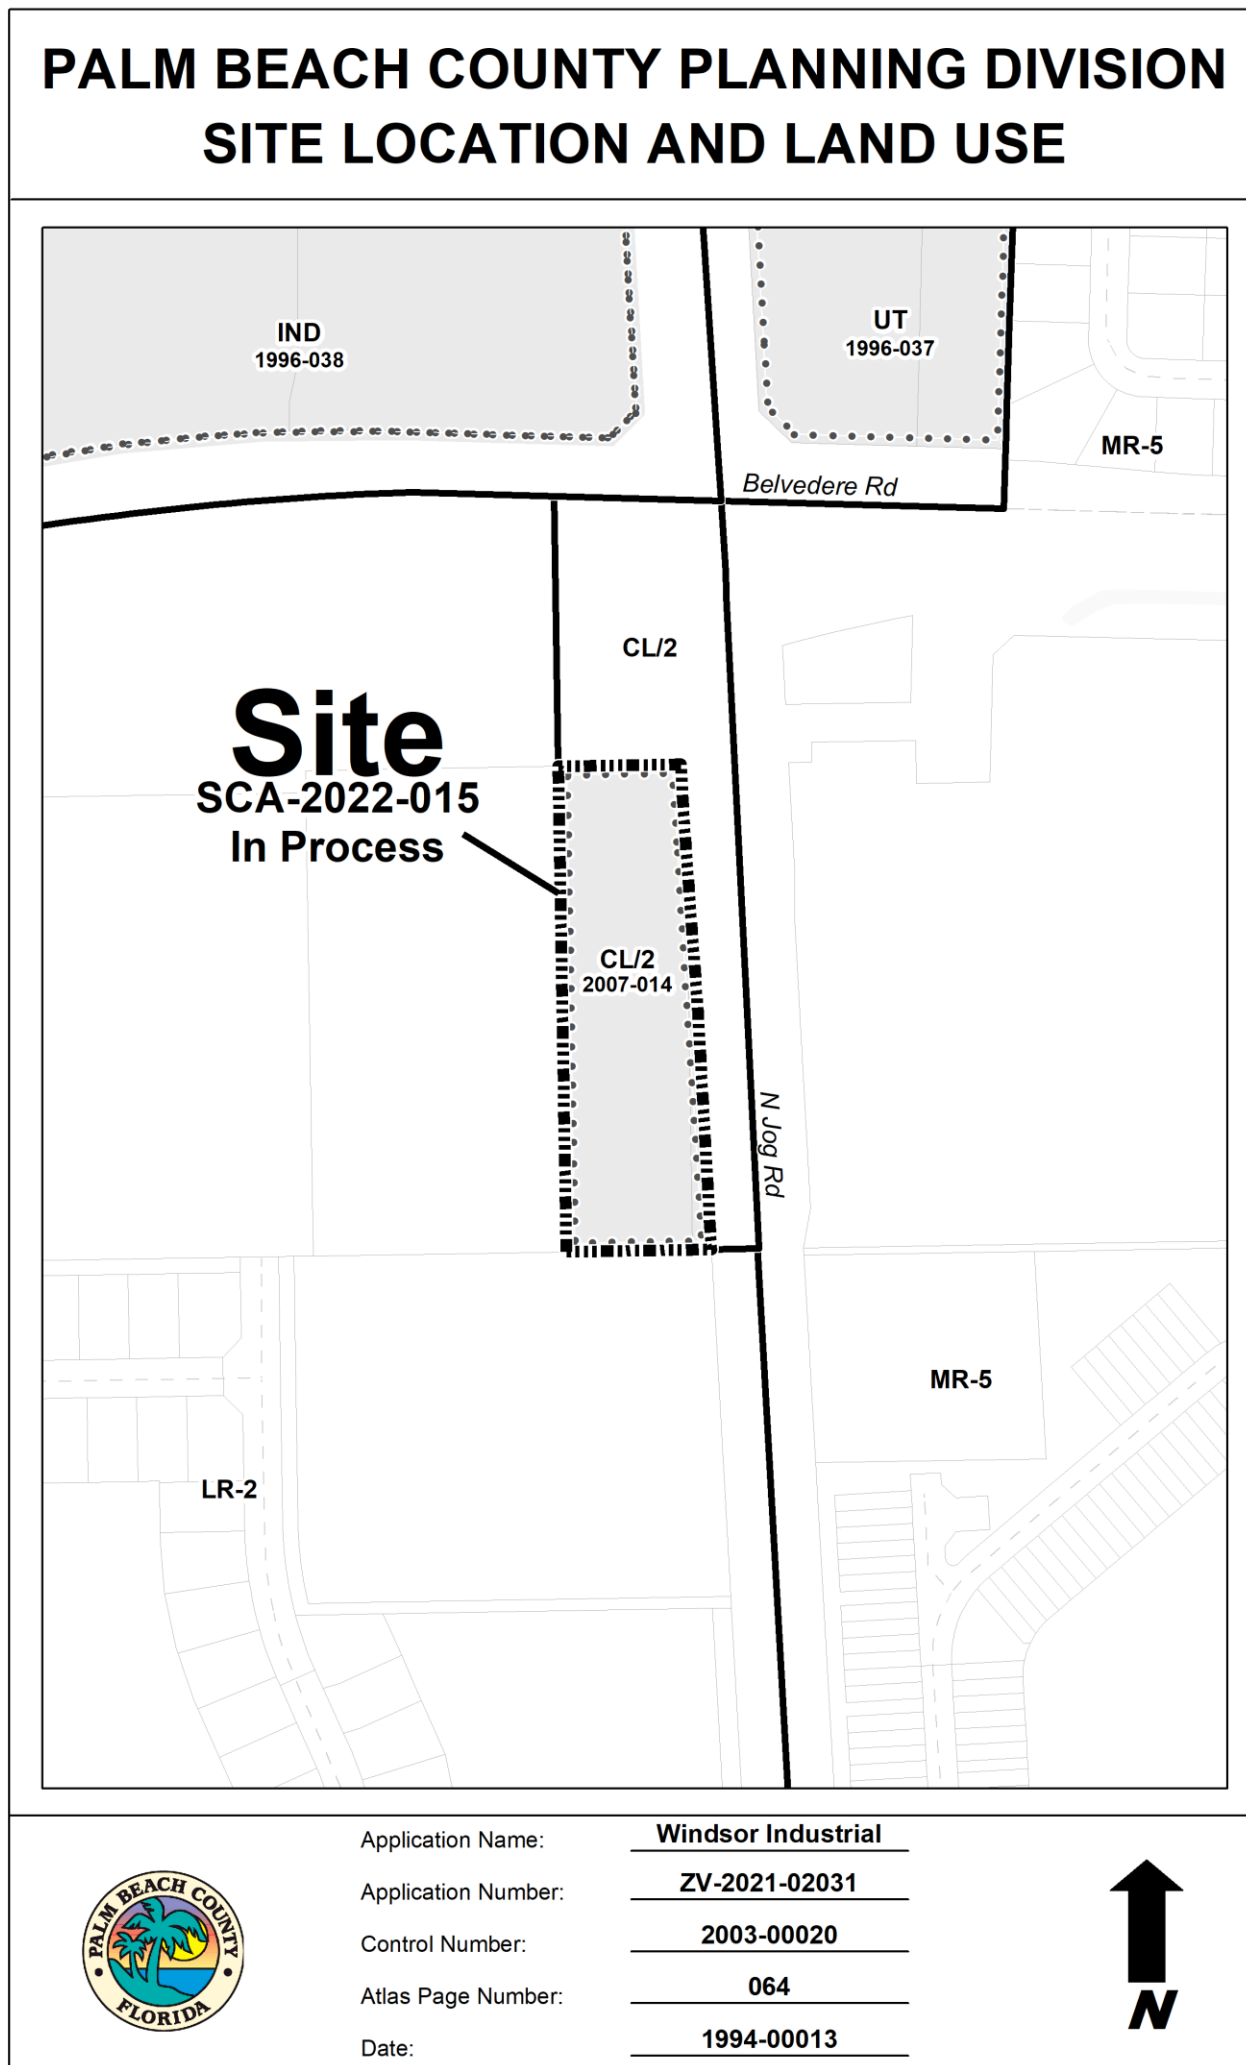 PALM BEACH COUNTY PLANNING DIVISION
SITE LOCATION AND LAND USE
IND
1996-038
UT
1996-037
MR-5
Belvedere Rd
CL/2
Site
SCA-2022-015
In Process
CL/2
2007-014
N Jog Rd
MR-5
LR-2
PALM BEACH COUNTY
FLORIDA
Application Name: Windsor Industrial
Application Number: ZV-2021-02031
Control Number: 2003-00020
Atlas Page Number: 064
Date: 1994-00013
N